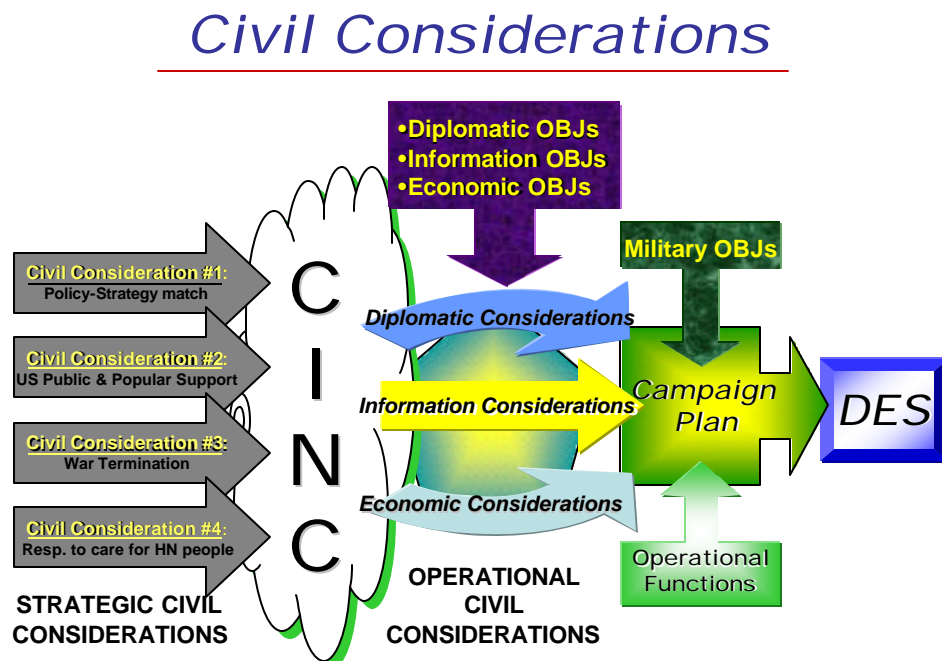 Civil Considerations
•Diplomatic OBJs
•Information OBJs
•Economic OBJs
Military OBJs
Civil Consideration #1:
Policy-Strategy match
Civil Consideration #2:
US Public & Popular Support
Civil Consideration #3:
War Termination
Civil Consideration #4:
Resp. to care for HN people
STRATEGIC CIVIL
CONSIDERATIONS
C
I
N
C
Diplomatic Considerations
Information Considerations
Economic Considerations
OPERATIONAL
CIVIL
CONSIDERATIONS
Campaign
Plan
Operational
Functions
DES